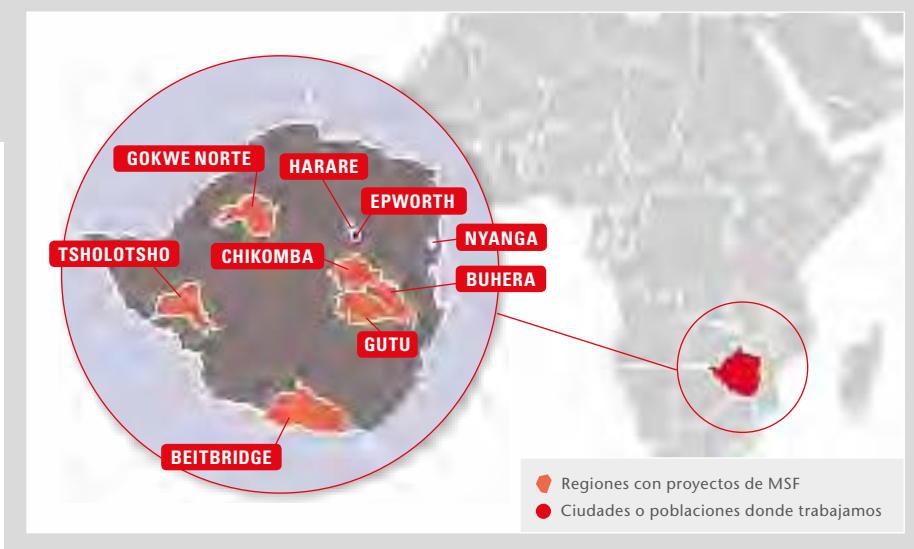 GOKWE NORTE
HARARE
EPWORTH
NYANGA
TSHOLOTSHO
CHIKOMBA
BUHERA
GUTU
BEITBRIDGE
Regiones con proyectos de MSF
Ciudades o poblaciones donde trabajamos